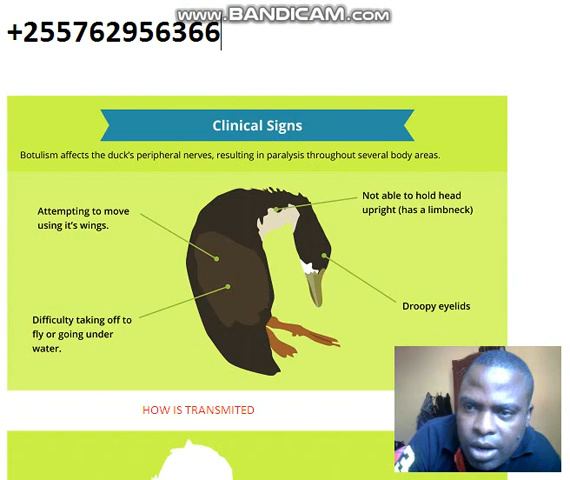 www.BANDICAM.com
+255762956366
Clinical Signs
Botulism affects the duck's peripheral nerves, resulting in paralysis throughout several body areas.
Not able to hold head
upright (has a limbneck)
Attempting to move
using it's wings.
Droopy eyelids
Difficulty taking off to
fly or going under
water.
HOW IS TRANSMITED